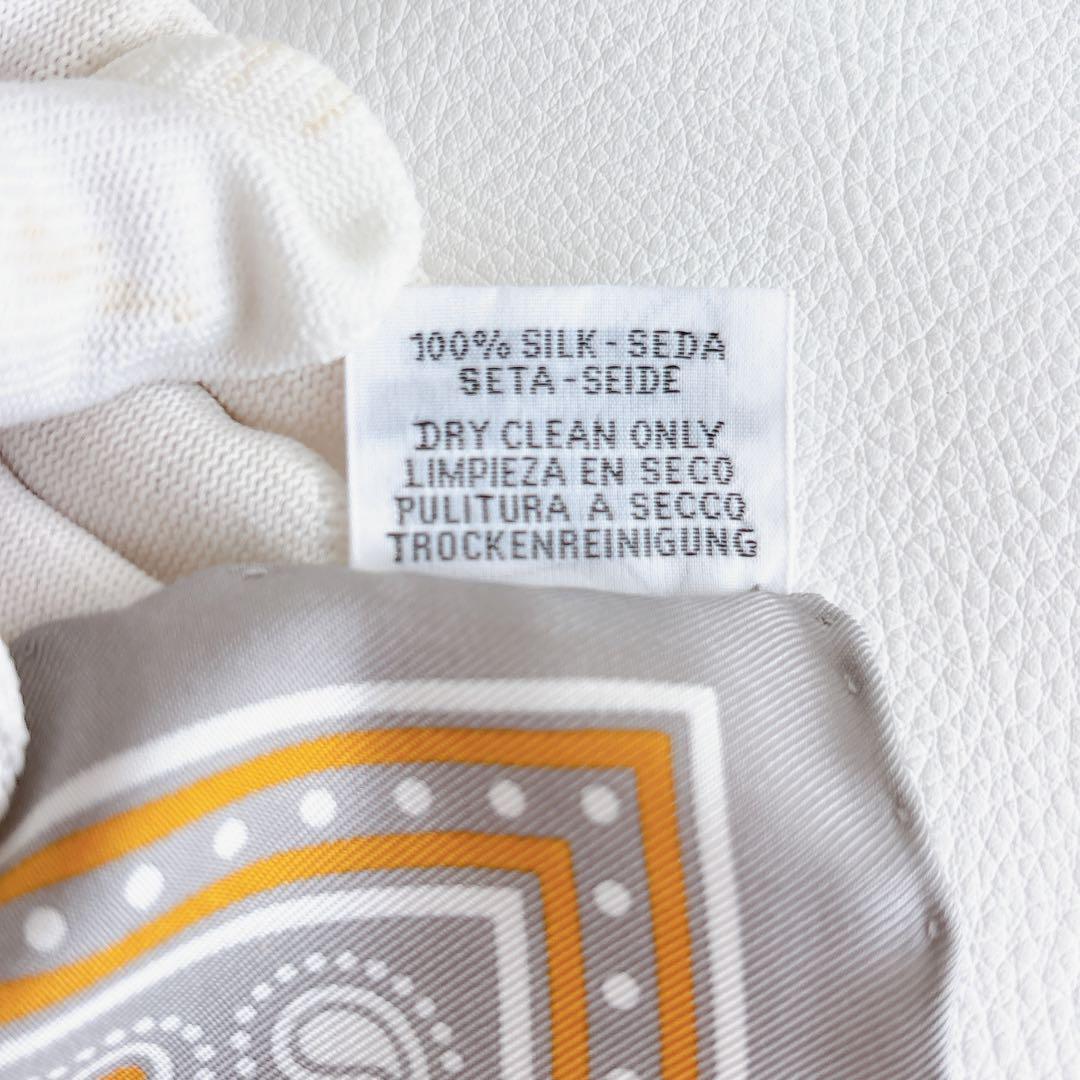 100% SILK - SEDA
SETA - SEIDE
DRY CLEAN ONLY
LIMPIEZA EN SECO
PULITURA A SECCO
TROCKENREINIGUNG